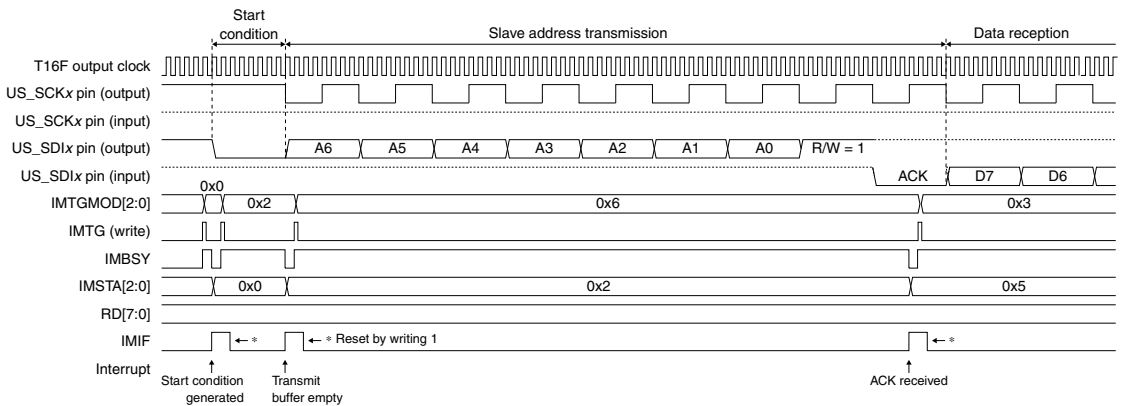 Start
condition
Slave address transmission
Data reception
T16F output clock
US_SCKx pin (output)
US_SCKx pin (input)
US_SDIx pin (output)
A6 A5 A4 A3 A2 A1 A0 R/W = 1
US_SDIx pin (input)
ACK D7 D6
0x0
IMTGMOD[2:0]
0x2 0x6 0x3
IMTG (write)
IMBSY
IMSTA[2:0]
0x0 0x2 0x5
RD[7:0]
IMIF
← * ← * Reset by writing 1 ← *
Interrupt
Start condition
generated
Transmit
buffer empty
ACK received